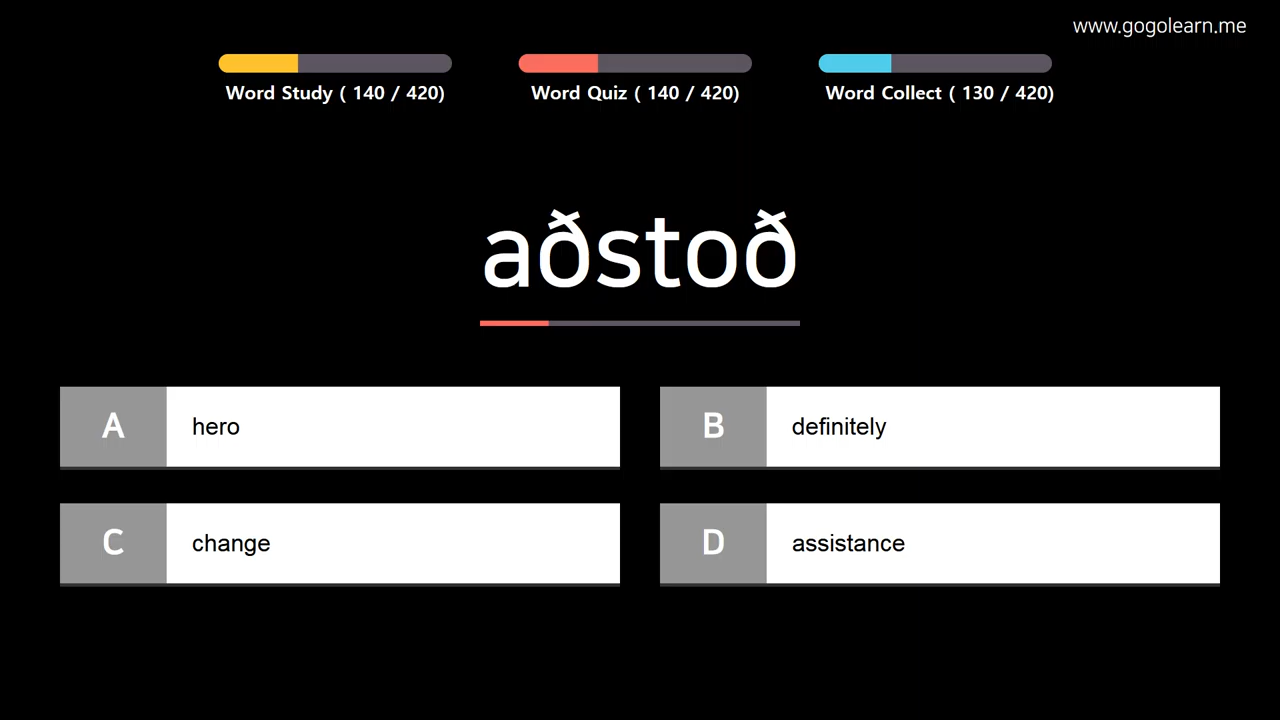 www.gogolearn.me
Word Study ( 140 / 420)
Word Quiz ( 140 / 420)
Word Collect ( 130 / 420)
aðstoð
A hero
B definitely
C change
D assistance